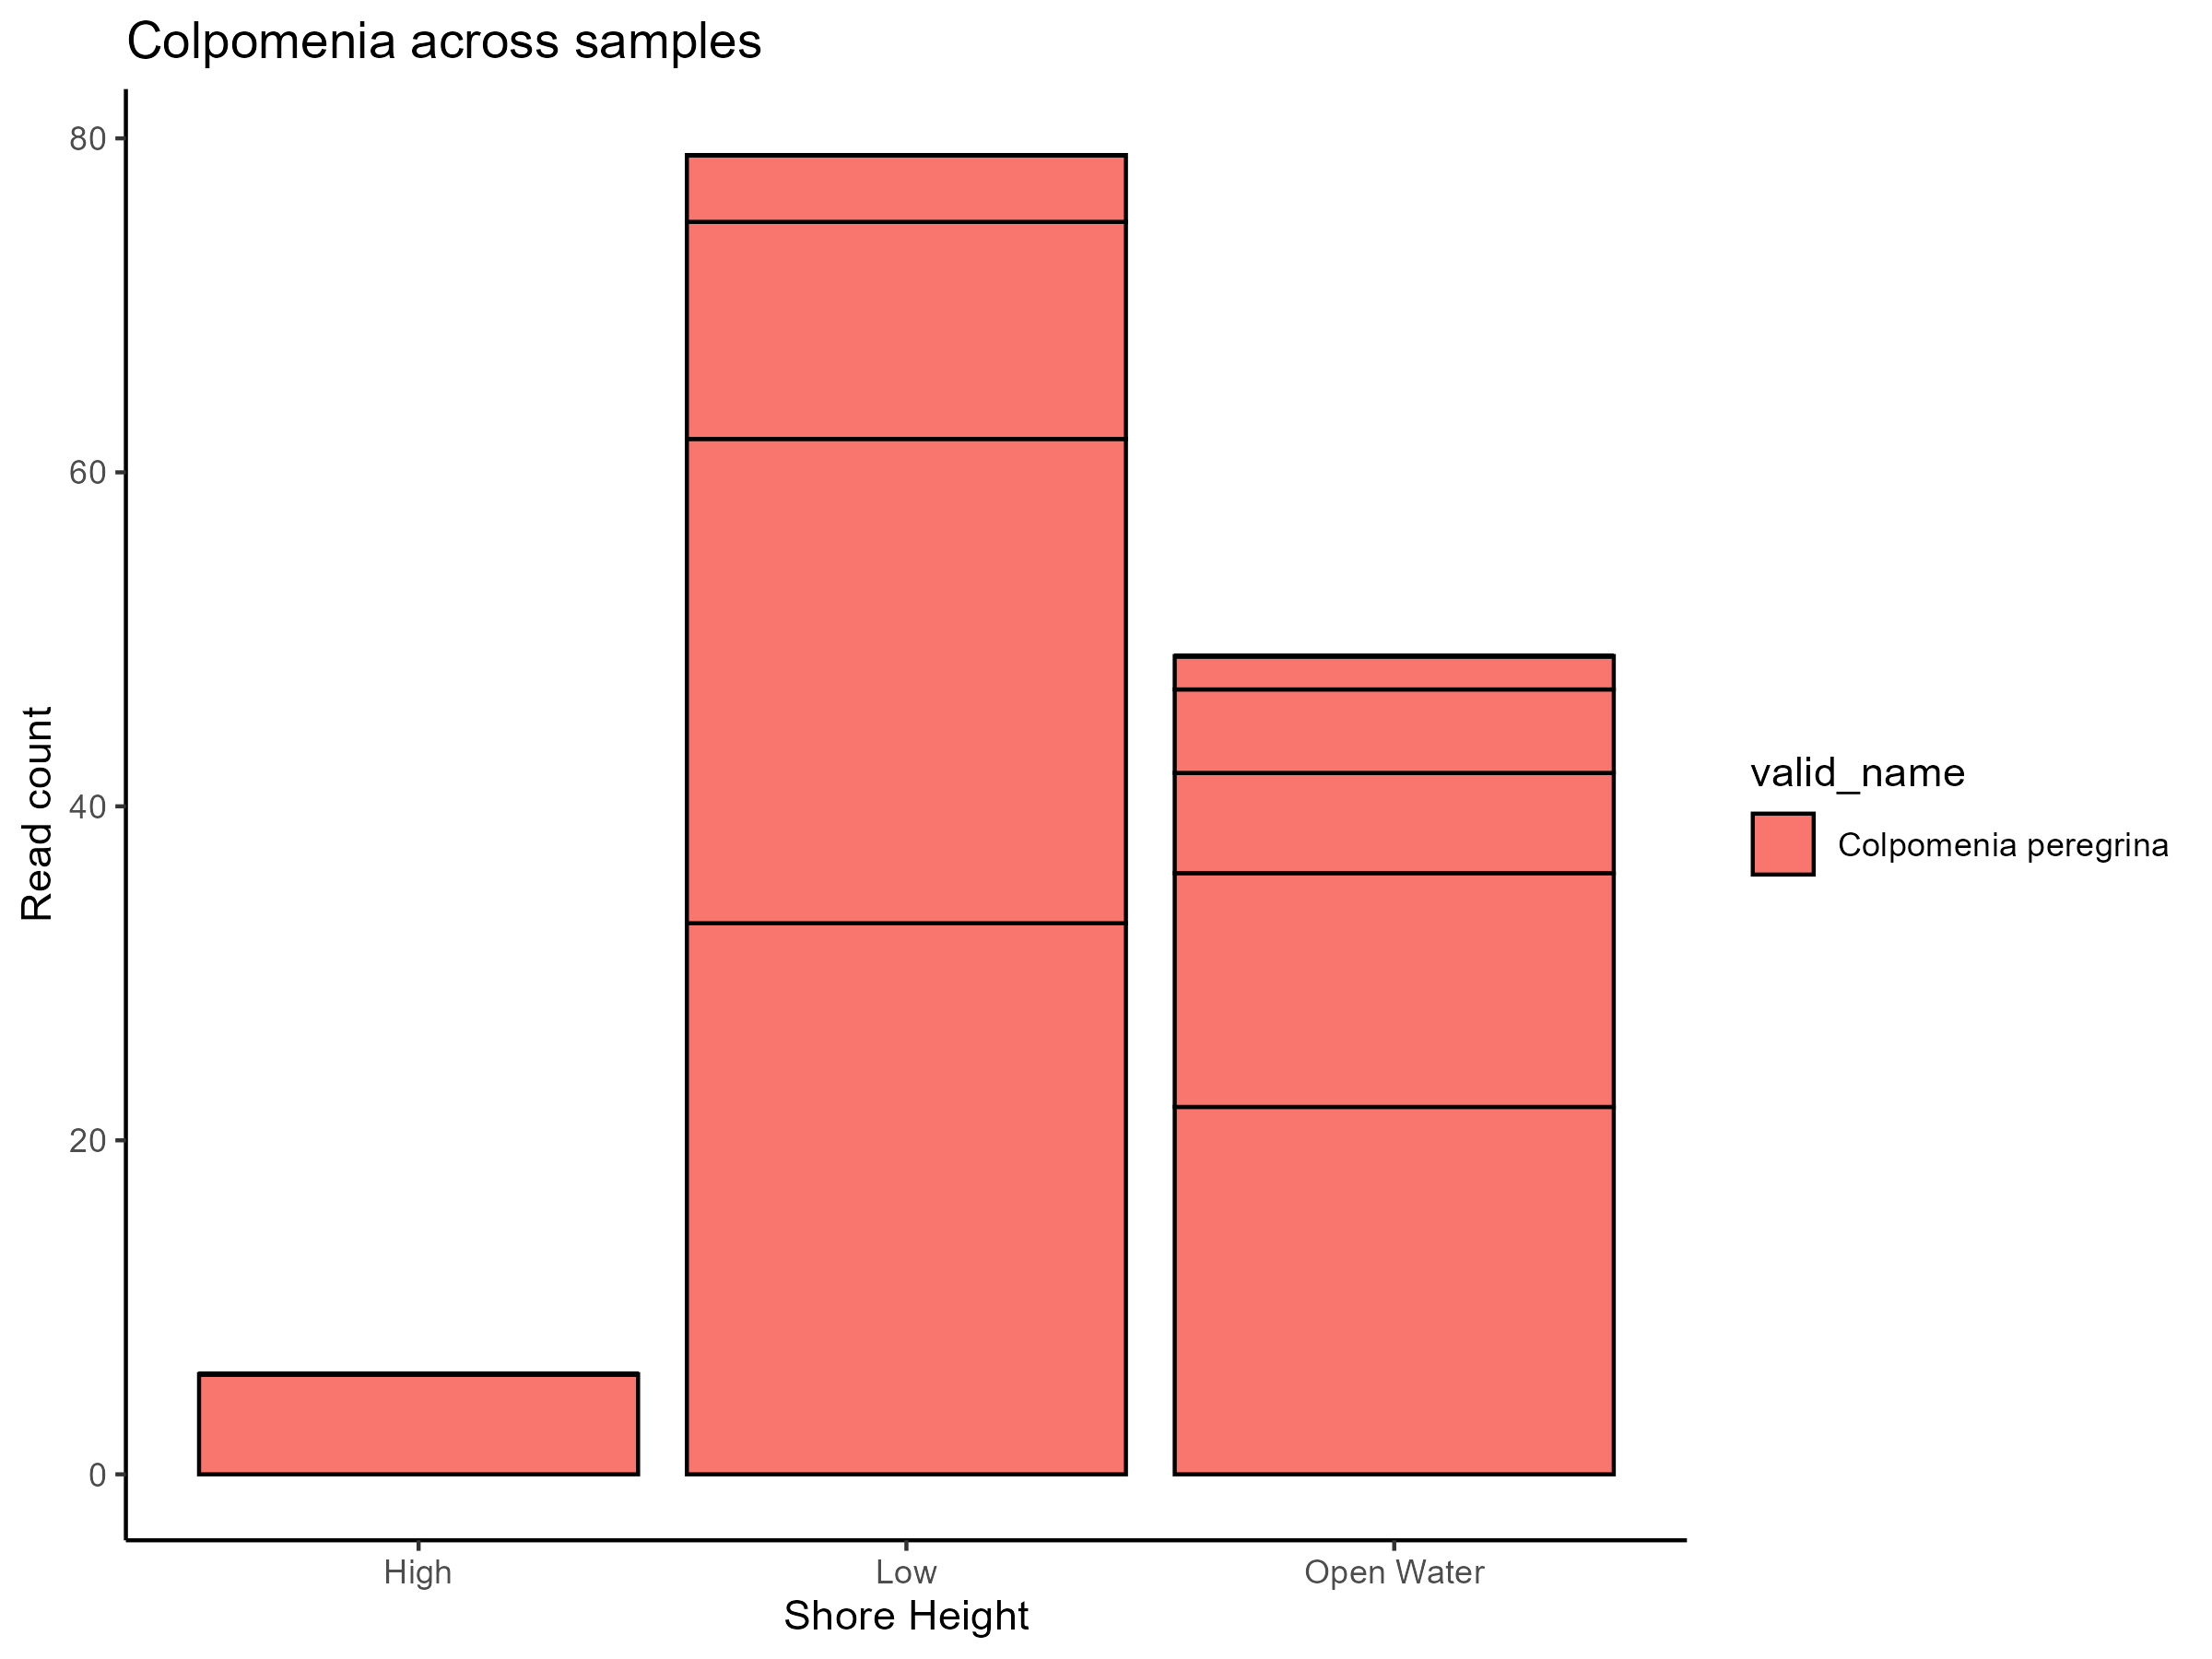 Colpomenia across samples
80
60
40
20
0
Read count
High
Low
Open Water
Shore Height
valid_name
Colpomenia peregrina